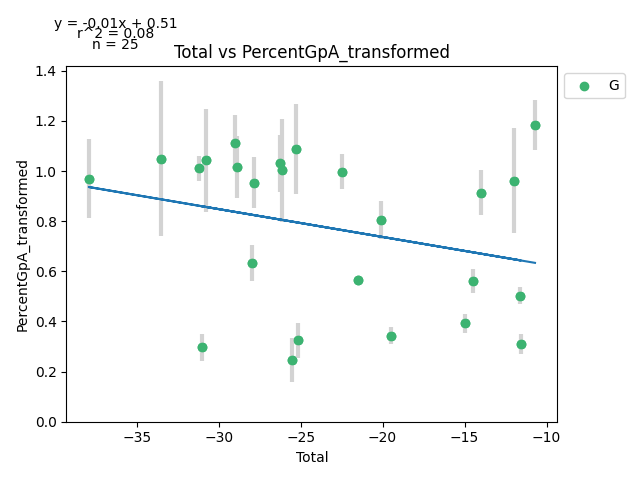 y = -0.01x + 0.51
r^2 = 0.08
n = 25
Total vs PercentGpA_transformed
G
PercentGpA_transformed
1.4
1.2
1.0
0.8
0.6
0.4
0.2
0.0
−35
−30
−25
−20
−15
−10
Total